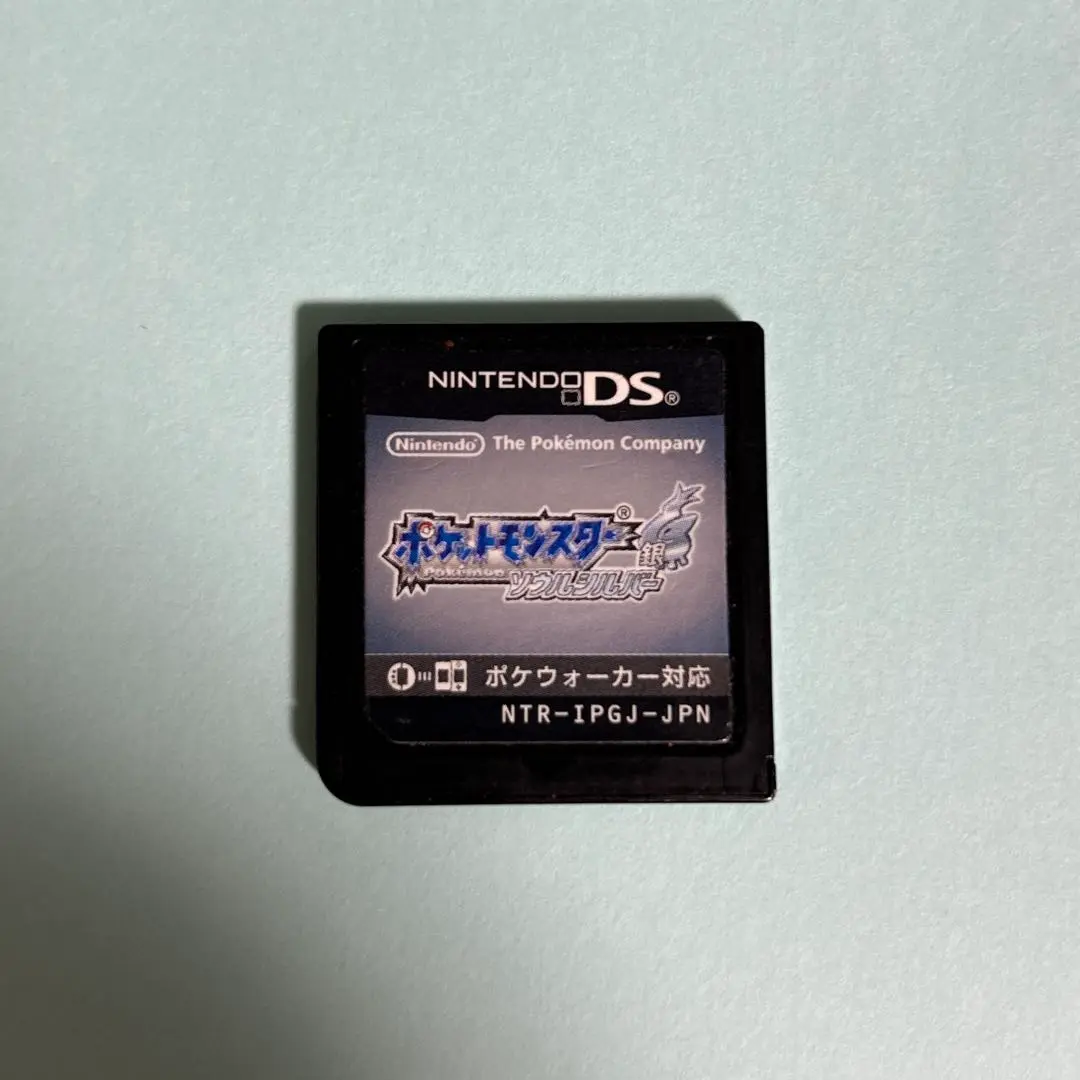 NINTENDO DS®
Nintendo® The Pokémon Company
ポケットモンスター®
Pokémon
銀
ソウルシルバー
ポケウォーカー対応
NTR-IPGJ-JPN